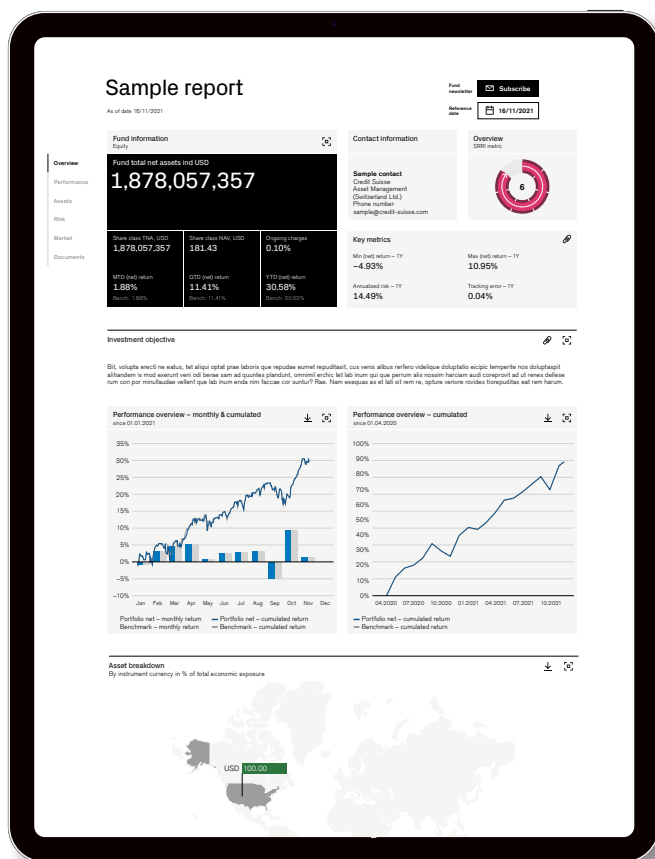 Sample report
As of date 16/11/2021
Fund
newsletter
Subscribe
Reference
date
16/11/2021
Overview
Performance
Assets
Risk
Market
Documents
Fund information
Equity
Fund total net assets ind USD
1,878,057,357
Share class TNA, USD
1,878,057,357
Share class NAV, USD
181.43
Ongoing charges
0.10%
MTD (net) return
1.88%
Bench: 1.88%
QTD (net) return
11.41%
Bench: 11.41%
YTD (net) return
30.58%
Bench: 30.52%
Contact information
Sample contact
Credit Suisse
Asset Management
(Switzerland Ltd.)
Phone number
sample@credit-suisse.com
Overview
SRRI metric
6
Key metrics
Min (net) return – 1Y
–4.93%
Max (net) return – 1Y
10.95%
Annualized risk – 1Y
14.49%
Tracking error – 1Y
0.04%
Investment objective
Bit, volupta erecti ne eatus, tet aliqui optat prae laboris que repudae eumet repuditasit, cus venis alibus rerfero videlique doluptatio eicipic temperite nos doluptaspit
alitiandem is mod exerunt veni odi berae sam ad quuntes plandunt, omnimil erchic tet lab inum qui que perrum alis nossim harciam audi coreprovit ad ut renes dellese
rum con por minullaudae vellent que lab inum enda nim faccae cor suntur? Rae. Nam esequas as et lati sit rem re, opture veriore rovides tiorepuditas eat rem harum.
Performance overview – monthly & cumulated
since 01.01.2021
35%
30%
25%
20%
15%
10%
5%
0%
–5%
–10%
Jan Feb Mar Apr May Jun Jul Aug Sep Oct Nov Dec
Portfolio net – monthly return
Portfolio net – cumulated return
Benchmark – monthly return
Benchmark – cumulated return
Performance overview – cumulated
since 01.04.2020
100%
90%
80%
70%
60%
50%
40%
30%
20%
10%
0%
04.2020 07.2020 10.2020 01.2021 04.2021 07.2021 10.2021
Portfolio net – cumulated return
Benchmark – cumulated return
Asset breakdown
By instrument currency in % of total economic exposure
USD 100.00